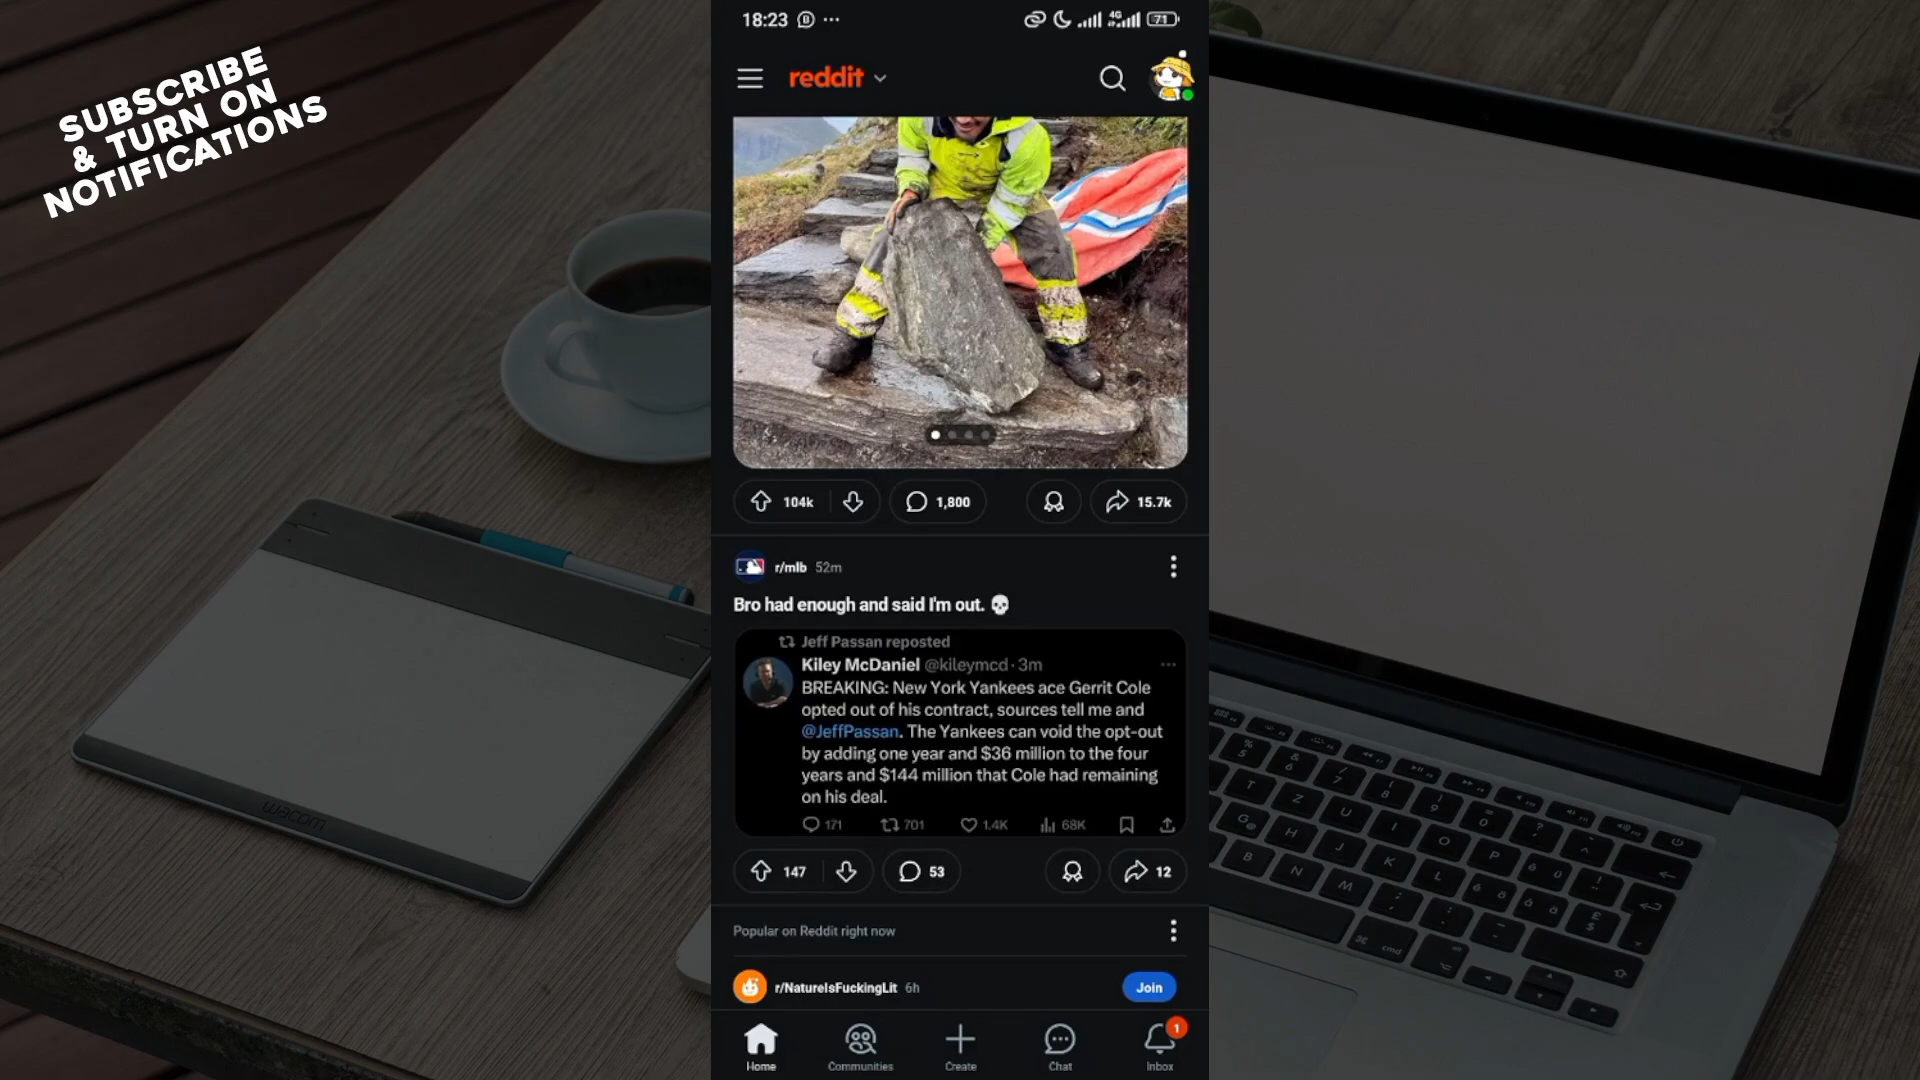 SUBSCRIBE
& TURN ON
NOTIFICATIONS
wacom
18:23
4G
71
reddit
104k
1,800
15.7k
r/mlb 52m
Bro had enough and said I'm out. 💀
Jeff Passan reposted
Kiley McDaniel @kileymcd · 3m
BREAKING: New York Yankees ace Gerrit Cole
opted out of his contract, sources tell me and
@JeffPassan. The Yankees can void the opt-out
by adding one year and $36 million to the four
years and $144 million that Cole had remaining
on his deal.
171
701
1.4K
68K
147
53
12
Popular on Reddit right now
r/NatureIsFuckingLit 6h
Join
1
Home
Communities
Create
Chat
Inbox